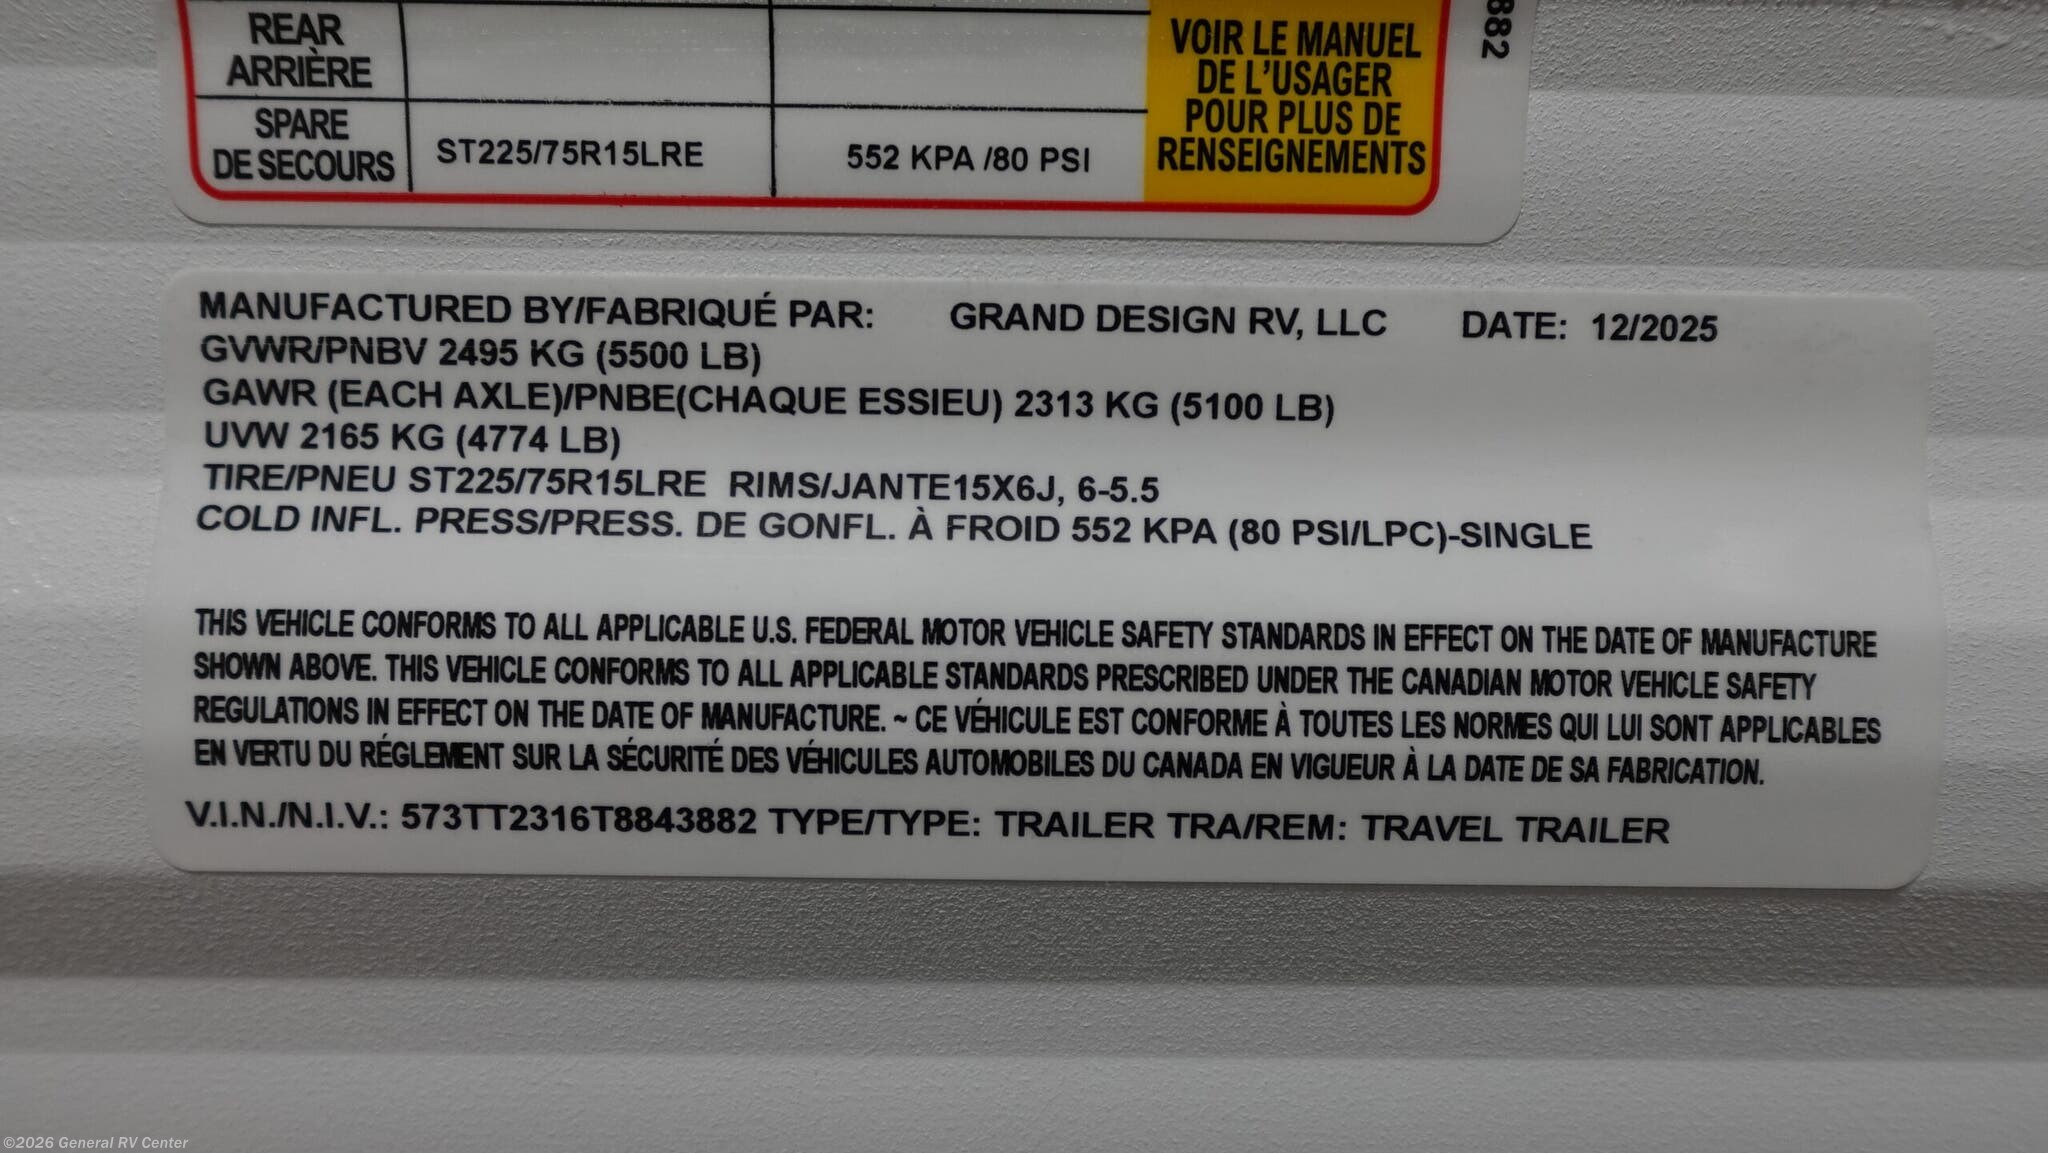 REAR
ARRIÈRE
SPARE
DE SECOURS
ST225/75R15LRE
552 KPA /80 PSI
VOIR LE MANUEL
DE L'USAGER
POUR PLUS DE
RENSEIGNEMENTS
882
MANUFACTURED BY/FABRIQUÉ PAR: GRAND DESIGN RV, LLC DATE: 12/2025
GVWR/PNBV 2495 KG (5500 LB)
GAWR (EACH AXLE)/PNBE(CHAQUE ESSIEU) 2313 KG (5100 LB)
UVW 2165 KG (4774 LB)
TIRE/PNEU ST225/75R15LRE RIMS/JANTE15X6J, 6-5.5
COLD INFL. PRESS/PRESS. DE GONFL. À FROID 552 KPA (80 PSI/LPC)-SINGLE
THIS VEHICLE CONFORMS TO ALL APPLICABLE U.S. FEDERAL MOTOR VEHICLE SAFETY STANDARDS IN EFFECT ON THE DATE OF MANUFACTURE
SHOWN ABOVE. THIS VEHICLE CONFORMS TO ALL APPLICABLE STANDARDS PRESCRIBED UNDER THE CANADIAN MOTOR VEHICLE SAFETY
REGULATIONS IN EFFECT ON THE DATE OF MANUFACTURE. ~ CE VÉHICULE EST CONFORME À TOUTES LES NORMES QUI LUI SONT APPLICABLES
EN VERTU DU RÉGLEMENT SUR LA SÉCURITÉ DES VÉHICULES AUTOMOBILES DU CANADA EN VIGUEUR À LA DATE DE SA FABRICATION.
V.I.N./N.I.V.: 573TT2316T8843882 TYPE/TYPE: TRAILER TRA/REM: TRAVEL TRAILER
©2026 General RV Center